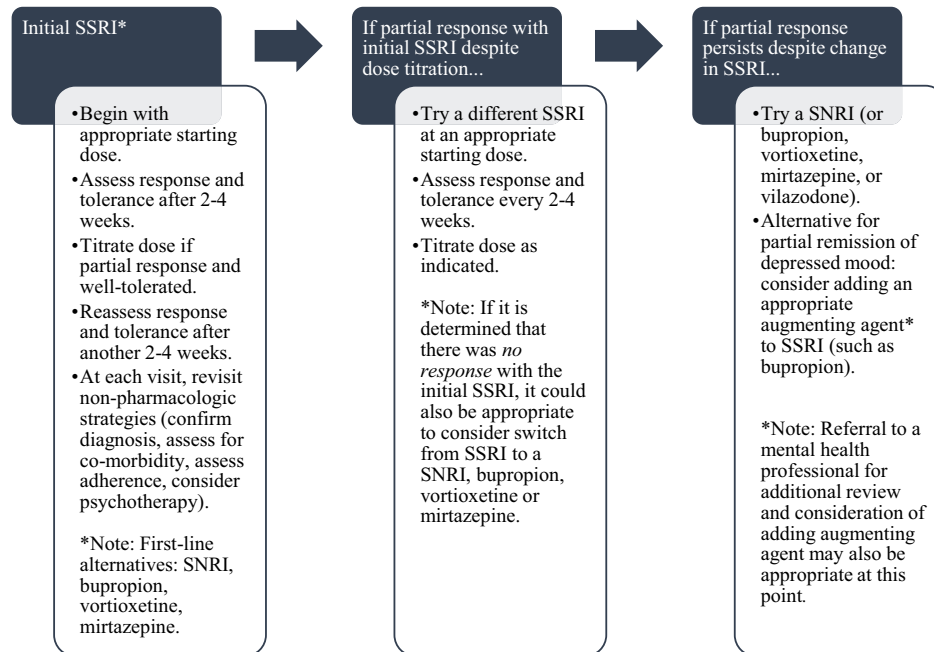 Initial SSRI*
•Begin with
appropriate starting
dose.
•Assess response and
tolerance after 2-4
weeks.
•Titrate dose if
partial response and
well-tolerated.
•Reassess response
and tolerance after
another 2-4 weeks.
•At each visit, revisit
non-pharmacologic
strategies (confirm
diagnosis, assess for
co-morbidity, assess
adherence, consider
psychotherapy).
*Note: First-line
alternatives: SNRI,
bupropion,
vortioxetine,
mirtazepine.
If partial response with
initial SSRI despite
dose titration...
•Try a different SSRI
at an appropriate
starting dose.
•Assess response and
tolerance every 2-4
weeks.
•Titrate dose as
indicated.
*Note: If it is
determined that
there was no
response with the
initial SSRI, it could
also be appropriate
to consider switch
from SSRI to a
SNRI, bupropion,
vortioxetine or
mirtazepine.
If partial response
persists despite change
in SSRI...
•Try a SNRI (or
bupropion,
vortioxetine,
mirtazepine, or
vilazodone).
•Alternative for
partial remission of
depressed mood:
consider adding an
appropriate
augmenting agent*
to SSRI (such as
bupropion).
*Note: Referral to a
mental health
professional for
additional review
and consideration of
adding augmenting
agent may also be
appropriate at this
point.